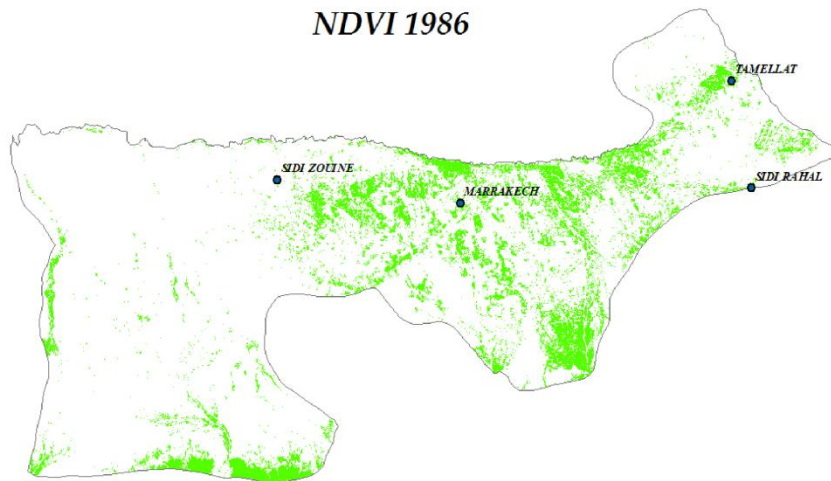 NDVI 1986
TAMELLAT
SIDI ZOUINE
SIDI RAHAL
MARRAKECH